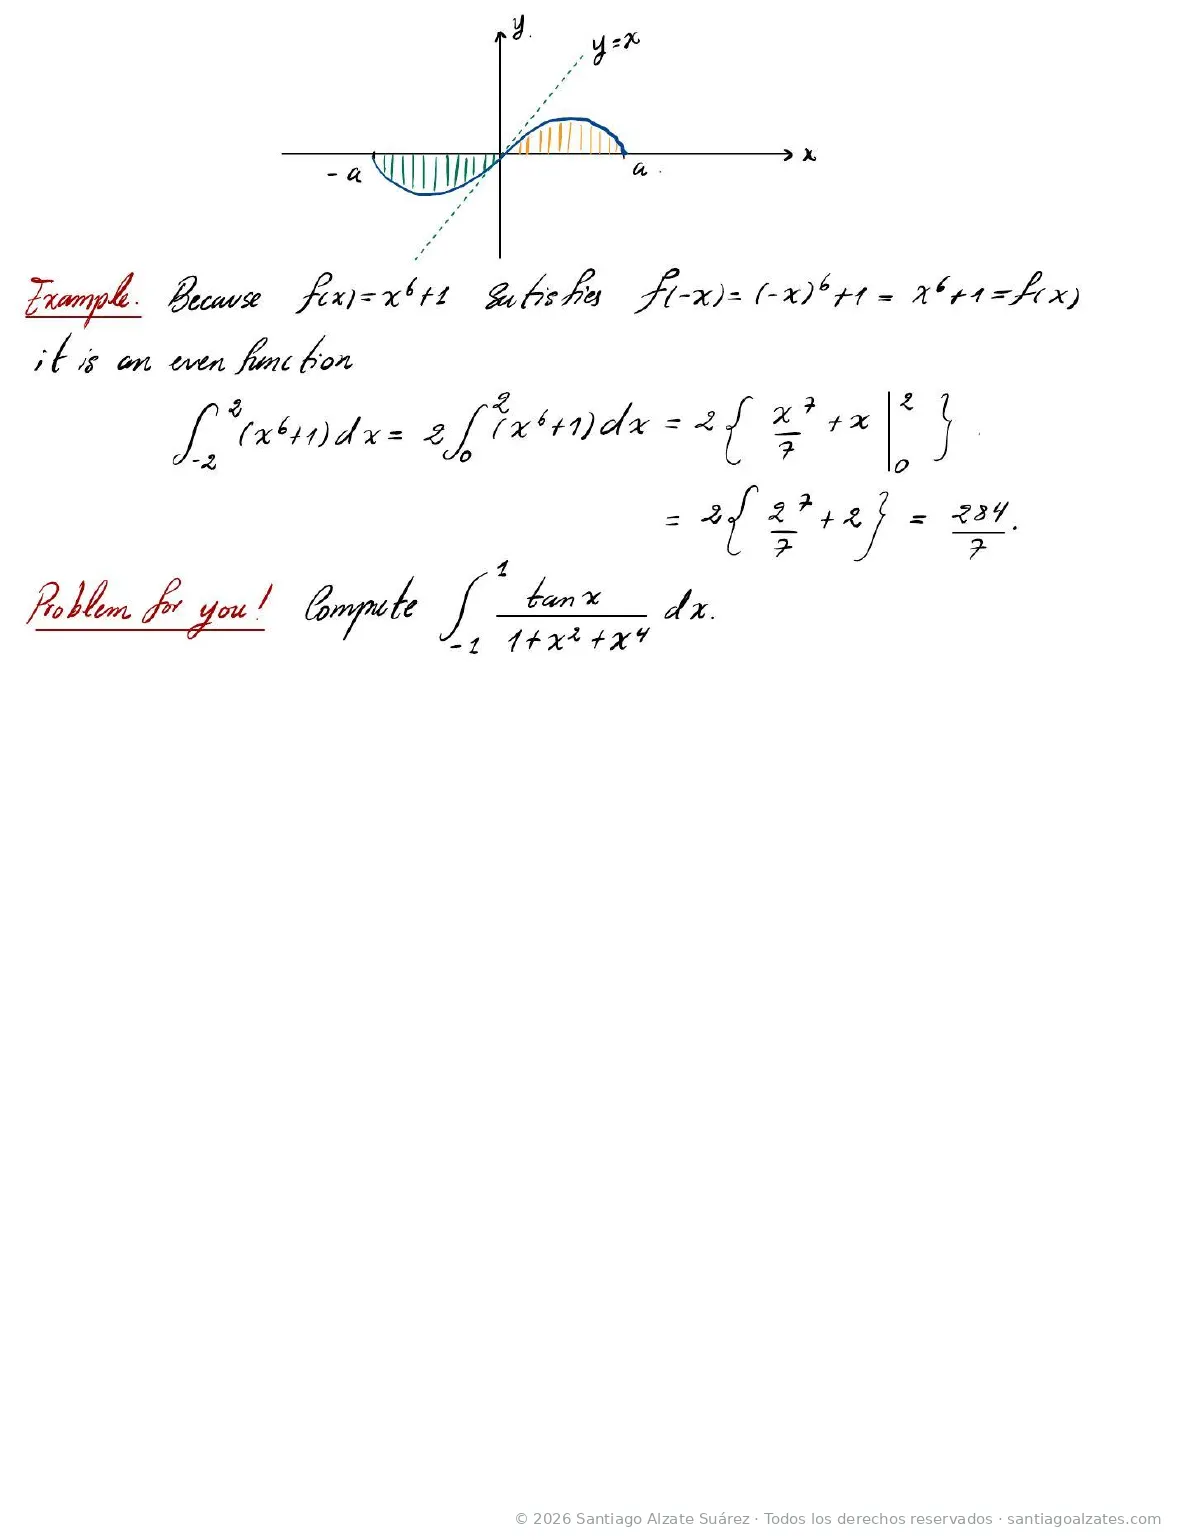 y.
y=x
x
-a
a.
Example. Because f(x)=x⁶+1 satisfies f(-x)=(-x)⁶+1 = x⁶+1=f(x)
it is an even function
∫₋₂² (x⁶+1)dx = 2∫₀² (x⁶+1)dx = 2{ x⁷/7 + x |₀² }
= 2{ 2⁷/7 + 2 } = 284/7.
Problem for you! Compute ∫₋₁¹ tan x/(1+x²+x⁴) dx.
© 2026 Santiago Alzate Suárez · Todos los derechos reservados · santiagoalzates.com